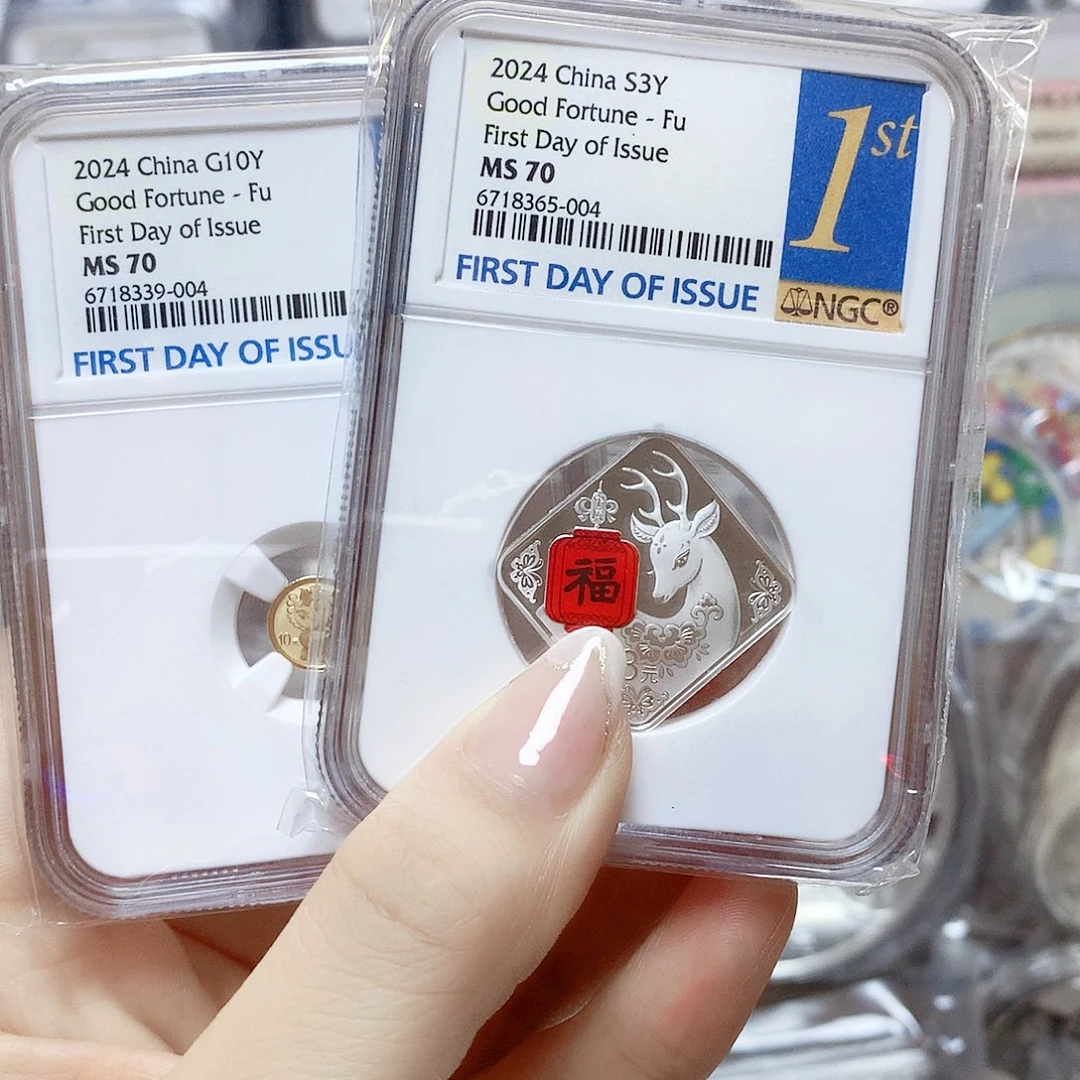 2024 China G10Y
Good Fortune - Fu
First Day of Issue
MS 70
6718339-004
FIRST DAY OF ISSU
10
2024 China S3Y
Good Fortune - Fu
First Day of Issue
MS 70
6718365-004
FIRST DAY OF ISSUE
1st
NGC®
福
元